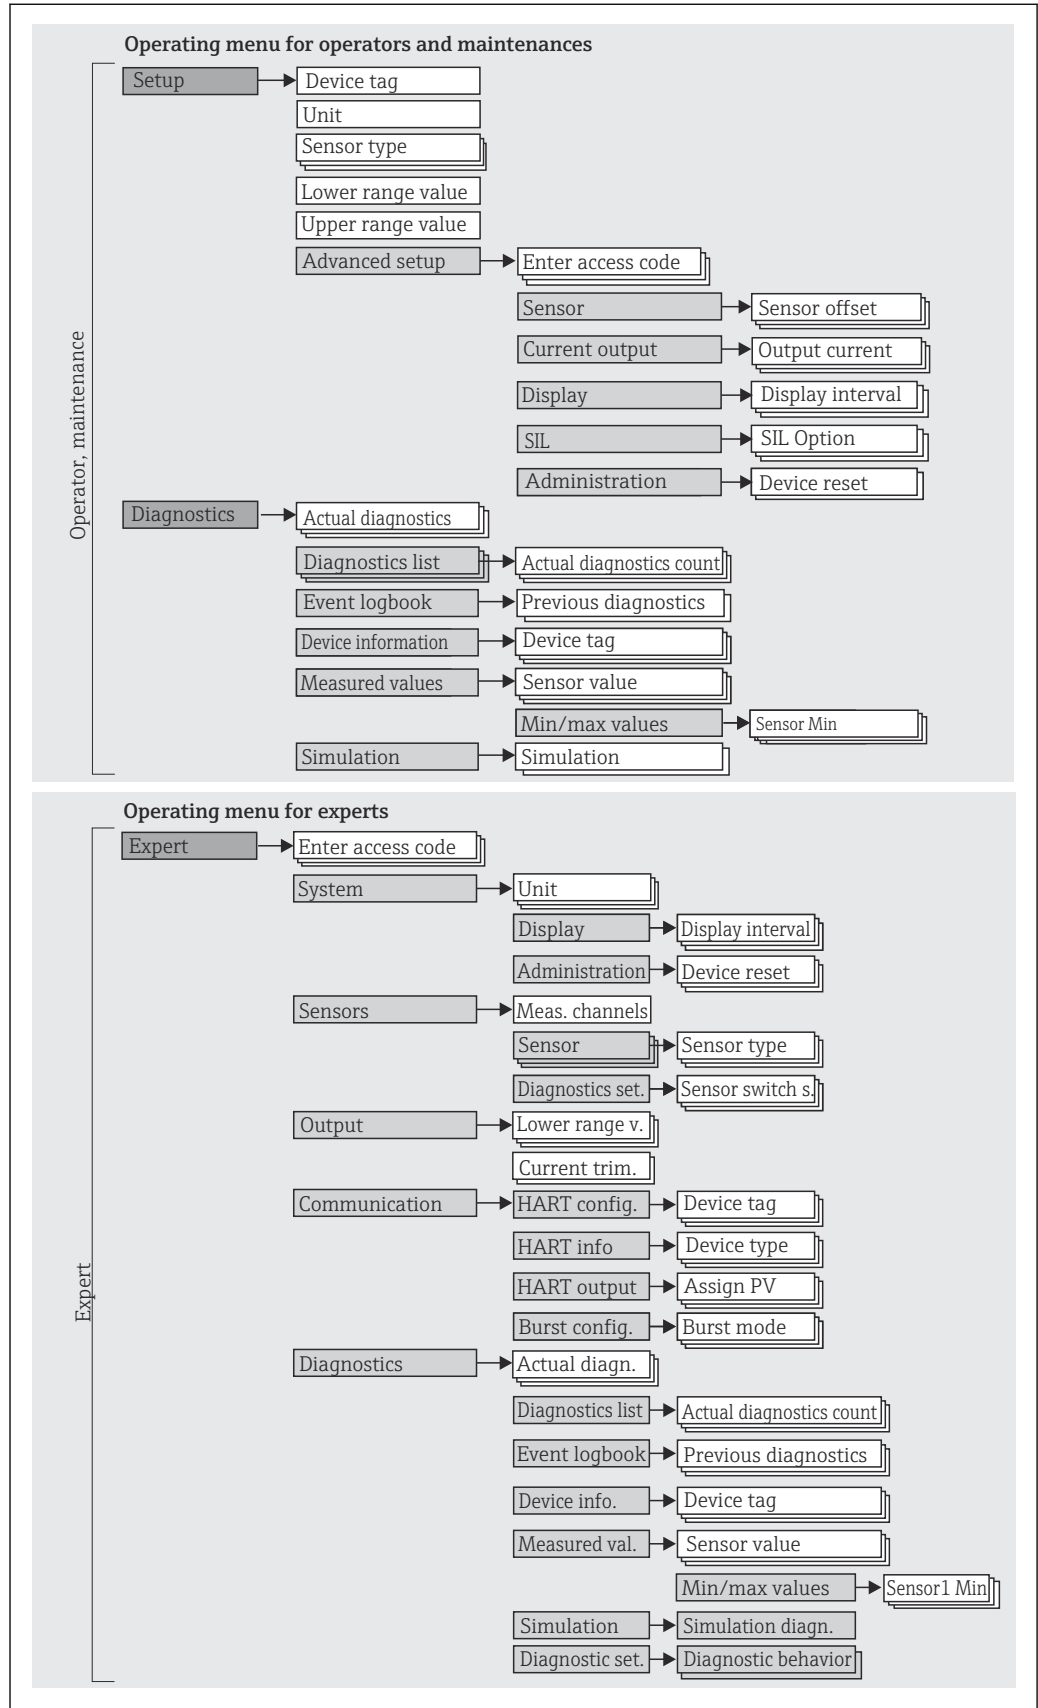 Operating menu for operators and maintenances
Operator, maintenance
Setup
Device tag
Unit
Sensor type
Lower range value
Upper range value
Advanced setup
Enter access code
Sensor
Sensor offset
Current output
Output current
Display
Display interval
SIL
SIL Option
Administration
Device reset
Diagnostics
Actual diagnostics
Diagnostics list
Actual diagnostics count
Event logbook
Previous diagnostics
Device information
Device tag
Measured values
Sensor value
Min/max values
Sensor Min
Simulation
Simulation
Operating menu for experts
Expert
Expert
Enter access code
System
Unit
Display
Display interval
Administration
Device reset
Sensors
Meas. channels
Sensor
Sensor type
Diagnostics set.
Sensor switch s.
Output
Lower range v.
Current trim.
Communication
HART config.
Device tag
HART info
Device type
HART output
Assign PV
Burst config.
Burst mode
Diagnostics
Actual diagn.
Diagnostics list
Actual diagnostics count
Event logbook
Previous diagnostics
Device info.
Device tag
Measured val.
Sensor value
Min/max values
Sensor1 Min
Simulation
Simulation diagn.
Diagnostic set.
Diagnostic behavior